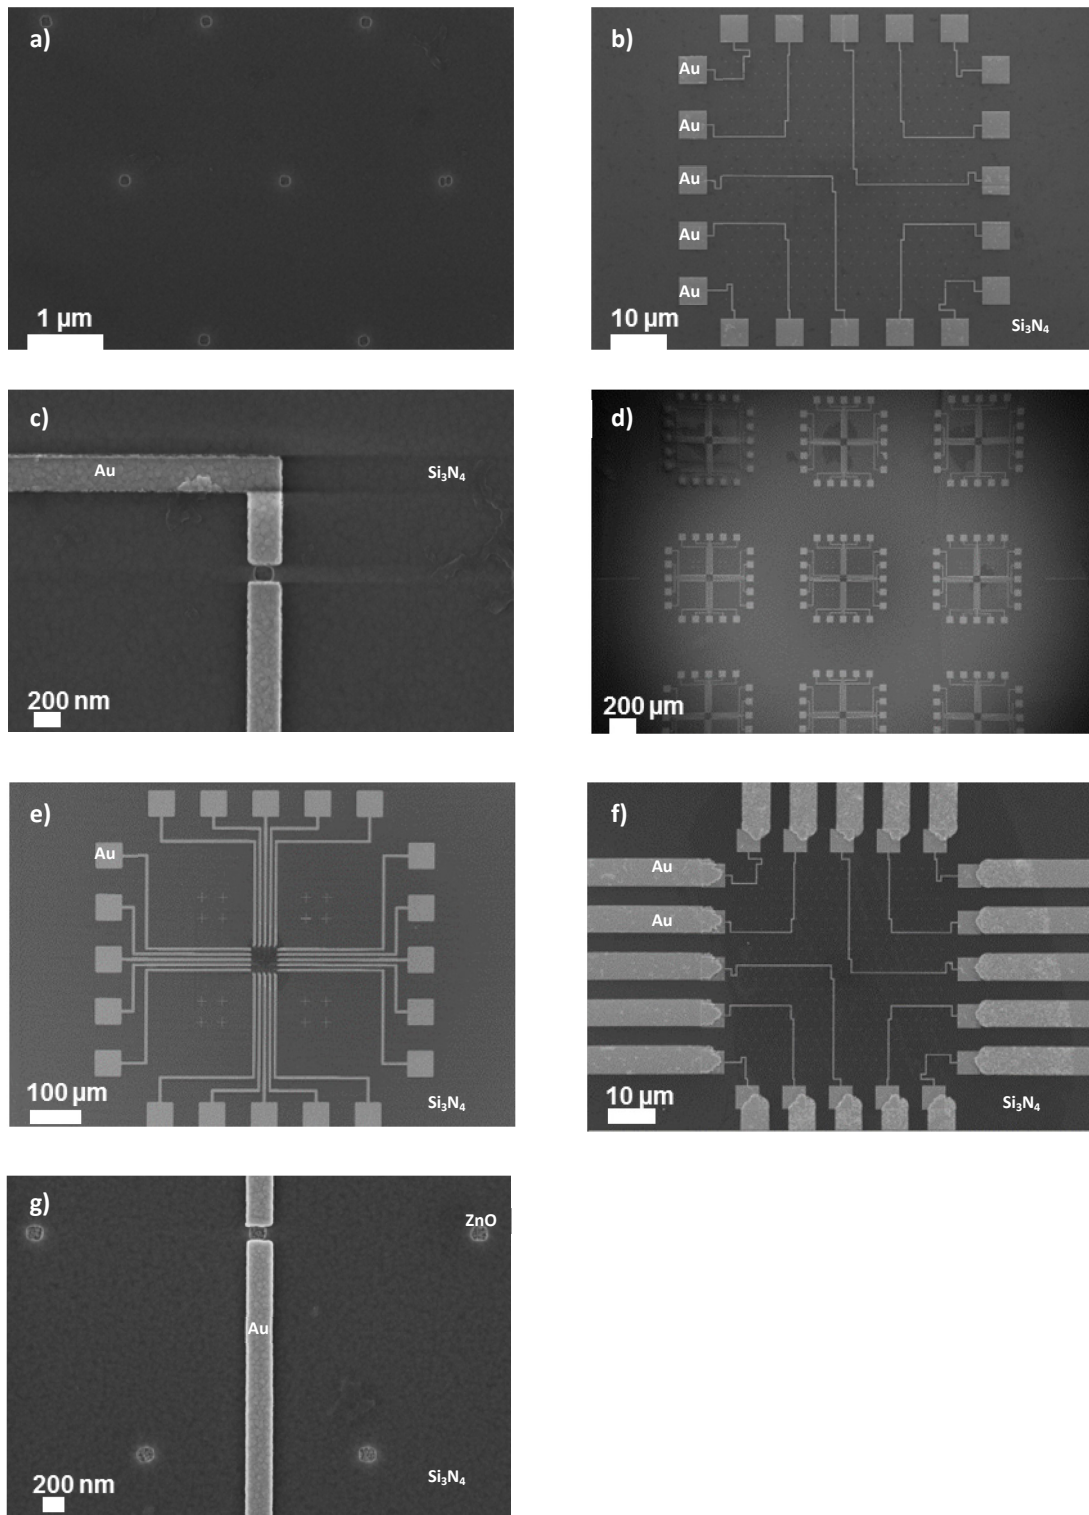 a)
1 µm
b)
Au
Au
Au
Au
Au
10 µm
Si₃N₄
c)
Au
Si₃N₄
200 nm
d)
200 µm
e)
Au
100 µm
Si₃N₄
f)
Au
Au
10 µm
Si₃N₄
g)
ZnO
Au
200 nm
Si₃N₄